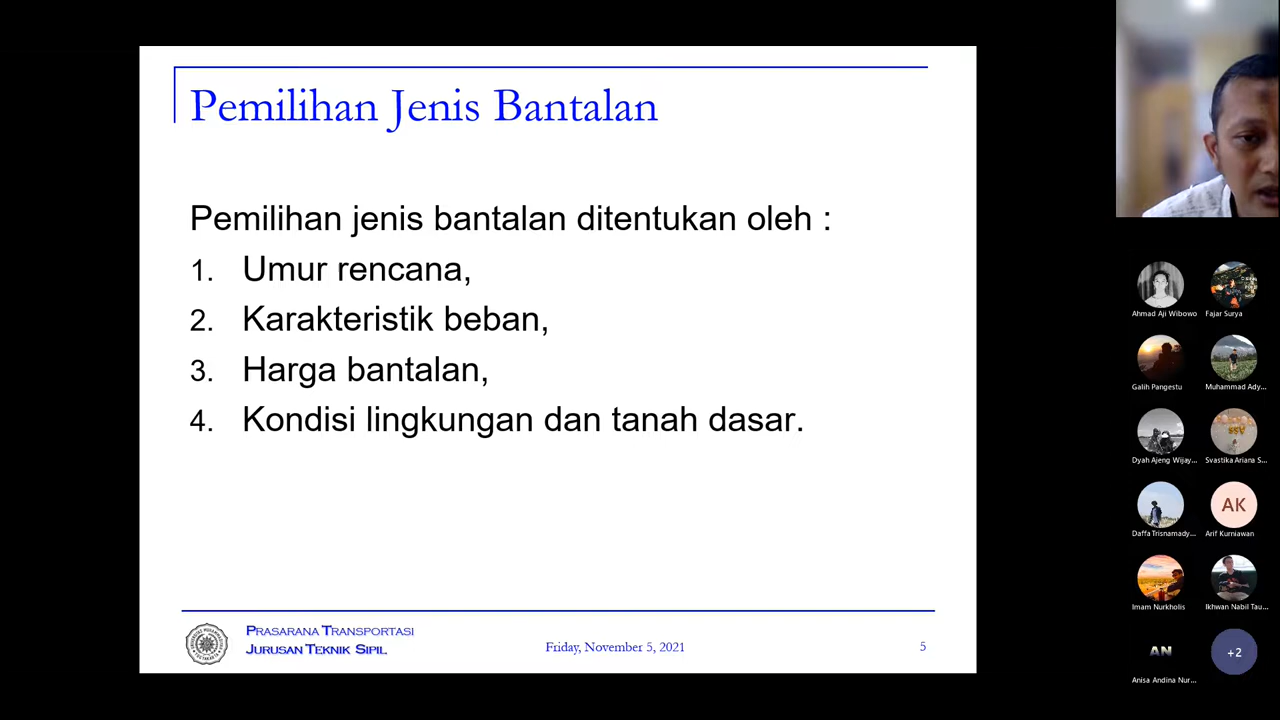 Pemilihan Jenis Bantalan
Pemilihan jenis bantalan ditentukan oleh :
1. Umur rencana,
2. Karakteristik beban,
3. Harga bantalan,
4. Kondisi lingkungan dan tanah dasar.
PRASARANA TRANSPORTASI
JURUSAN TEKNIK SIPIL
Friday, November 5, 2021
5
Ahmad Aji Wibowo
Fajar Surya
Galih Pangestu
Muhammad Ady...
Dyah Ajeng Wijay...
Svastika Ariana S...
Daffa Trisnamady...
AK
Arif Kurniawan
Imam Nurkholis
Ikhwan Nabil Tau...
AN
+2
Anisa Andina Nur...